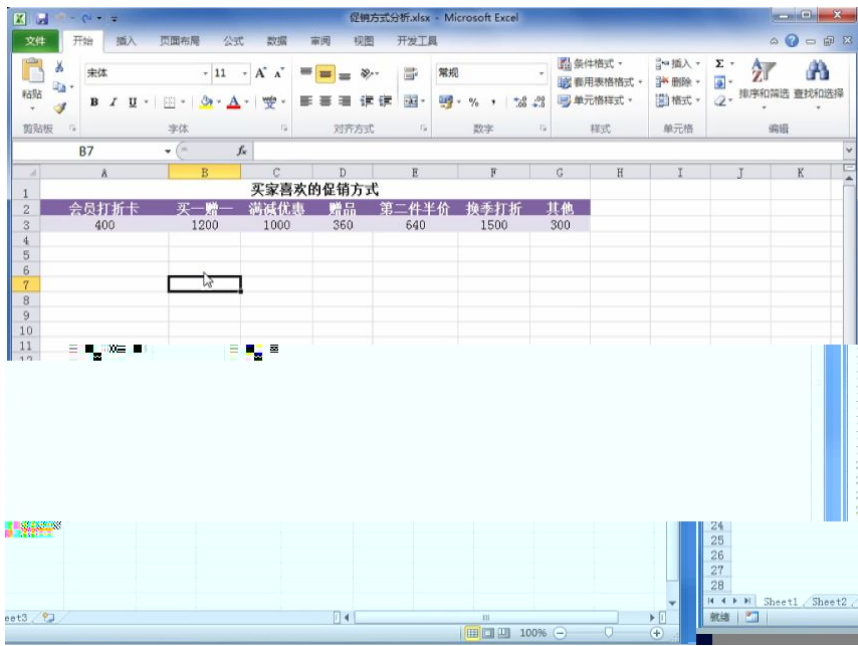 促销方式分析.xlsx - Microsoft Excel
文件 开始 插入 页面布局 公式 数据 审阅 视图 开发工具
宋体 11 常规 条件格式 插入
粘贴 套用表格格式 删除 排序和筛选 查找和选择
B I U % 单元格样式 格式
剪贴板 字体 对齐方式 数字 样式 单元格 编辑
B7 fx
A B C D E F G H I J K
1 买家喜欢的促销方式
2 会员打折卡 买一赠一 满减优惠 赠品 第二件半价 换季打折 其他
3 400 1200 1000 360 640 1500 300
4
5
6
7
8
9
10
11
24
25
26
27
28
eet3 Sheet1 Sheet2
就绪
100%